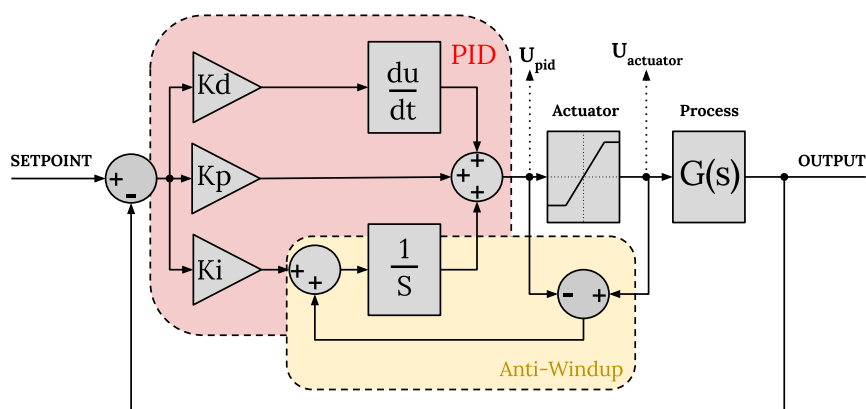 PID
U_pid
U_actuator
Kd
du
dt
Actuator
Process
SETPOINT
+
-
Kp
+
+
+
G(s)
OUTPUT
Ki
+
+
1
S
-
+
Anti-Windup